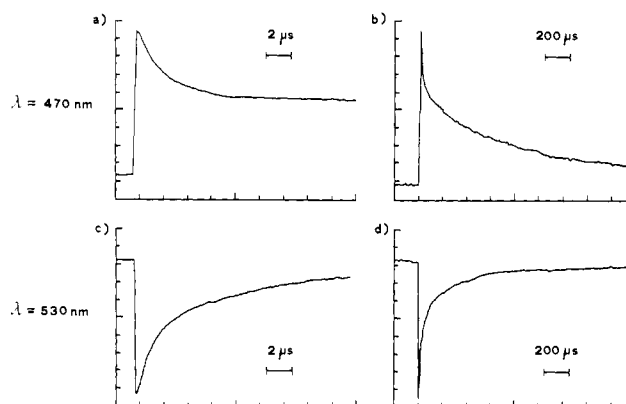 a)
2 µs
b)
200 µs
λ = 470 nm
c)
2 µs
d)
200 µs
λ = 530 nm